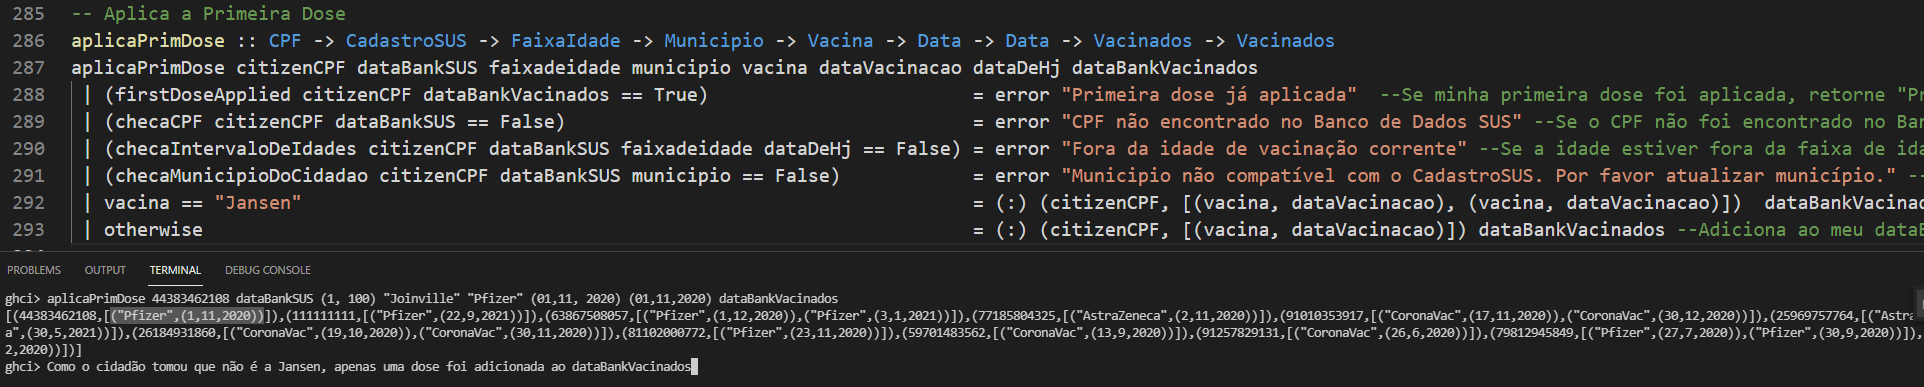 285 -- Aplica a Primeira Dose
286 aplicaPrimDose :: CPF -> CadastroSUS -> FaixaIdade -> Municipio -> Vacina -> Data -> Data -> Vacinados -> Vacinados
287 aplicaPrimDose citizenCPF dataBankSUS faixadeidade municipio vacina dataVacinacao dataDeHj dataBankVacinados
288 | (firstDoseApplied citizenCPF dataBankVacinados == True) = error "Primeira dose já aplicada" --Se minha primeira dose foi aplicada, retorne "Pr
289 | (checaCPF citizenCPF dataBankSUS == False) = error "CPF não encontrado no Banco de Dados SUS" --Se o CPF não foi encontrado no Ban
290 | (checaIntervaloDeIdades citizenCPF dataBankSUS faixadeidade dataDeHj == False) = error "Fora da idade de vacinação corrente" --Se a idade estiver fora da faixa de ida
291 | (checaMunicipioDoCidadao citizenCPF dataBankSUS municipio == False) = error "Municipio não compatível com o CadastroSUS. Por favor atualizar município." --
292 | vacina == "Jansen" = (:) (citizenCPF, [(vacina, dataVacinacao), (vacina, dataVacinacao)]) dataBankVacinad
293 | otherwise = (:) (citizenCPF, [(vacina, dataVacinacao)]) dataBankVacinados --Adiciona ao meu dataB
PROBLEMS OUTPUT TERMINAL DEBUG CONSOLE
ghci> aplicaPrimDose 44383462108 dataBankSUS (1, 100) "Joinville" "Pfizer" (01,11, 2020) (01,11,2020) dataBankVacinados
[(44383462108,[("Pfizer",(1,11,2020))]),(111111111,[("Pfizer",(22,9,2021))]),(63867508057,[("Pfizer",(1,12,2020)),("Pfizer",(3,1,2021))]),(77185804325,[("AstraZeneca",(2,11,2020))]),(91010353917,[("CoronaVac",(17,11,2020)),("CoronaVac",(30,12,2020))]),(25969757764,[("Astra
a",(30,5,2021))]),(26184931860,[("CoronaVac",(19,10,2020)),("CoronaVac",(30,11,2020))]),(81102000772,[("Pfizer",(23,11,2020))]),(59701483562,[("CoronaVac",(13,9,2020))]),(91257829131,[("CoronaVac",(26,6,2020))]),(79812945849,[("Pfizer",(27,7,2020)),("Pfizer",(30,9,2020))]),
2,2020))])]
ghci> Como o cidadão tomou que não é a Jansen, apenas uma dose foi adicionada ao dataBankVacinados